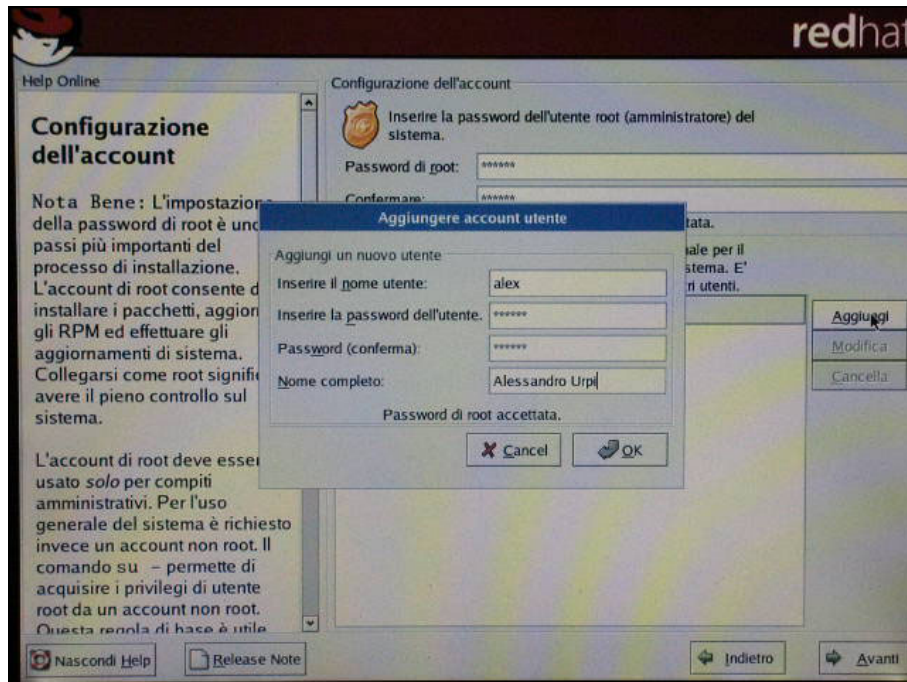 redhat
Help Online
Configurazione
dell'account
Nota Bene: L'impostazione
della password di root è uno
passi più importanti del
processo di installazione.
L'account di root consente d
installare i pacchetti, aggior
gli RPM ed effettuare gli
aggiornamenti di sistema.
Collegarsi come root signifi
avere il pieno controllo sul
sistema.
L'account di root deve esser
usato solo per compiti
amministrativi. Per l'uso
generale del sistema è richiesto
invece un account non root. Il
comando su - permette di
acquisire i privilegi di utente
root da un account non root.
Questa regola di base è utile
Configurazione dell'account
Inserire la password dell'utente root (amministratore) del
sistema.
Password di root: ******
Confermare: ******
tata.
ale per il
stema. E'
ri utenti.
Aggiungere account utente
Aggiungi un nuovo utente
Inserire il nome utente: alex
Inserire la password dell'utente. ******
Password (conferma): ******
Nome completo: Alessandro Urpi
Password di root accettata.
Cancel
OK
Aggiungi
Modifica
Cancella
Nascondi Help
Release Note
Indietro
Avanti